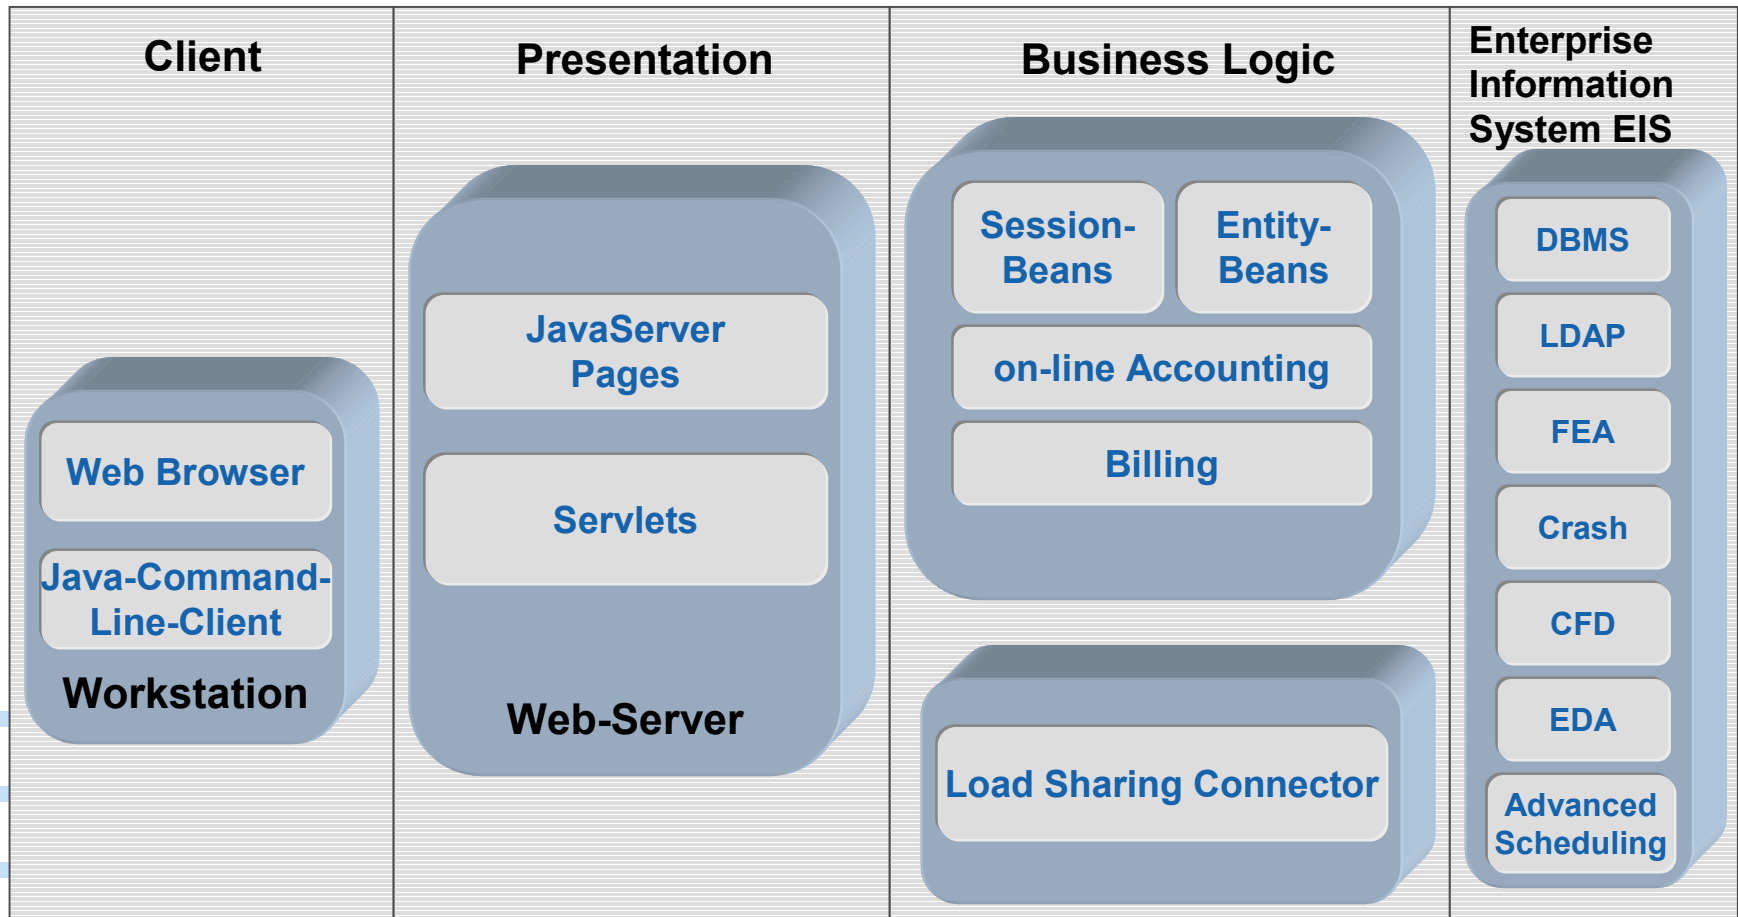 Client
Web Browser
Java-Command-
Line-Client
Workstation
Presentation
JavaServer
Pages
Servlets
Web-Server
Business Logic
Session-
Beans
Entity-
Beans
on-line Accounting
Billing
Load Sharing Connector
Enterprise
Information
System EIS
DBMS
LDAP
FEA
Crash
CFD
EDA
Advanced
Scheduling